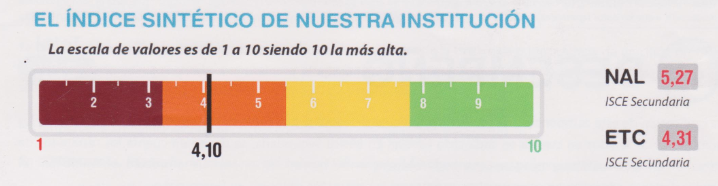 EL ÍNDICE SINTÉTICO DE NUESTRA INSTITUCIÓN
La escala de valores es de 1 a 10 siendo 10 la más alta.
2 3 4 5 6 7 8 9
1 10
4,10
NAL 5,27
ISCE Secundaria
ETC 4,31
ISCE Secundaria